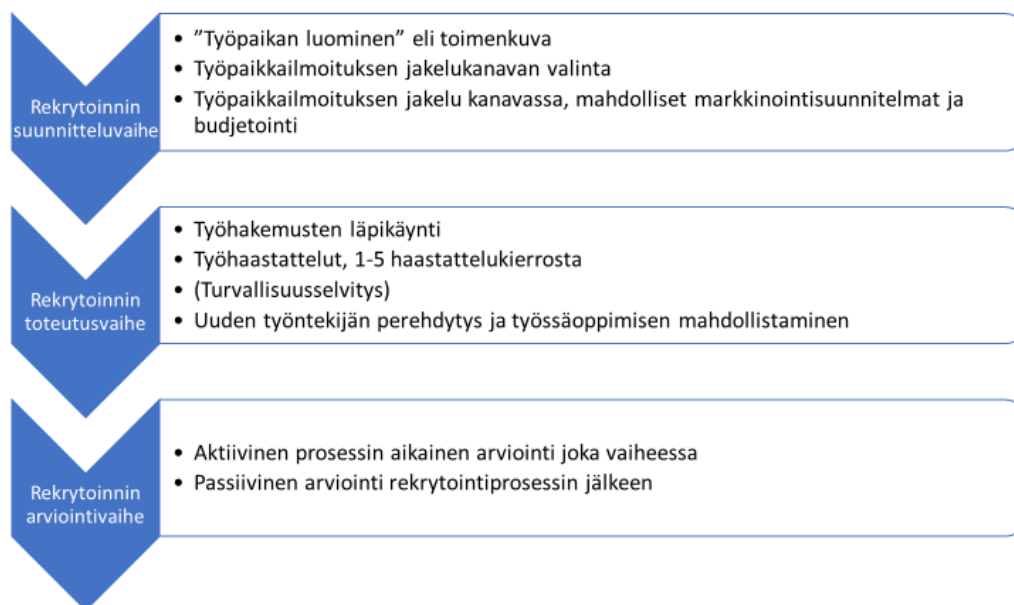 Rekrytoinnin
suunnitteluvaihe
• ”Työpaikan luominen” eli toimenkuva
• Työpaikkailmoituksen jakelukanavan valinta
• Työpaikkailmoituksen jakelu kanavassa, mahdolliset markkinointisuunnitelmat ja
budjetointi
Rekrytoinnin
toteutusvaihe
• Työhakemusten läpikäynti
• Työhaastattelut, 1-5 haastattelukierrosta
• (Turvallisuusselvitys)
• Uuden työntekijän perehdytys ja työssäoppimisen mahdollistaminen
Rekrytoinnin
arviointivaihe
• Aktiivinen prosessin aikainen arviointi joka vaiheessa
• Passiivinen arviointi rekrytointiprosessin jälkeen